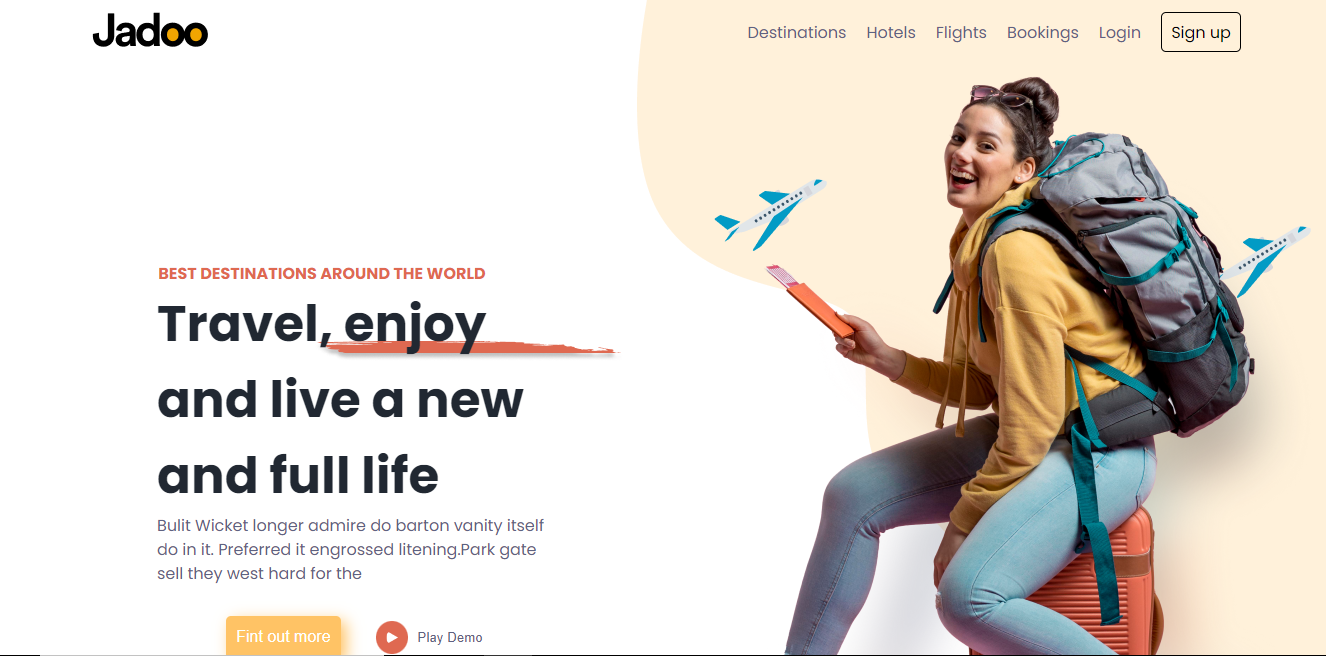 Jadoo
Destinations Hotels Flights Bookings Login Sign up
BEST DESTINATIONS AROUND THE WORLD
Travel, enjoy
and live a new
and full life
Bulit Wicket longer admire do barton vanity itself
do in it. Preferred it engrossed litening.Park gate
sell they west hard for the
Fint out more
Play Demo